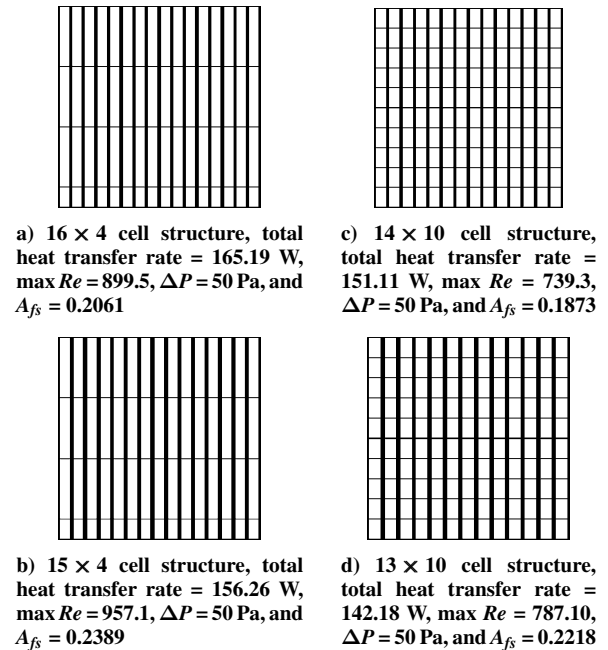 a) 16 × 4 cell structure, total
heat transfer rate = 165.19 W,
max Re = 899.5, ΔP = 50 Pa, and
Afs = 0.2061
c) 14 × 10 cell structure,
total heat transfer rate =
151.11 W, max Re = 739.3,
ΔP = 50 Pa, and Afs = 0.1873
b) 15 × 4 cell structure, total
heat transfer rate = 156.26 W,
max Re = 957.1, ΔP = 50 Pa, and
Afs = 0.2389
d) 13 × 10 cell structure,
total heat transfer rate =
142.18 W, max Re = 787.10,
ΔP = 50 Pa, and Afs = 0.2218